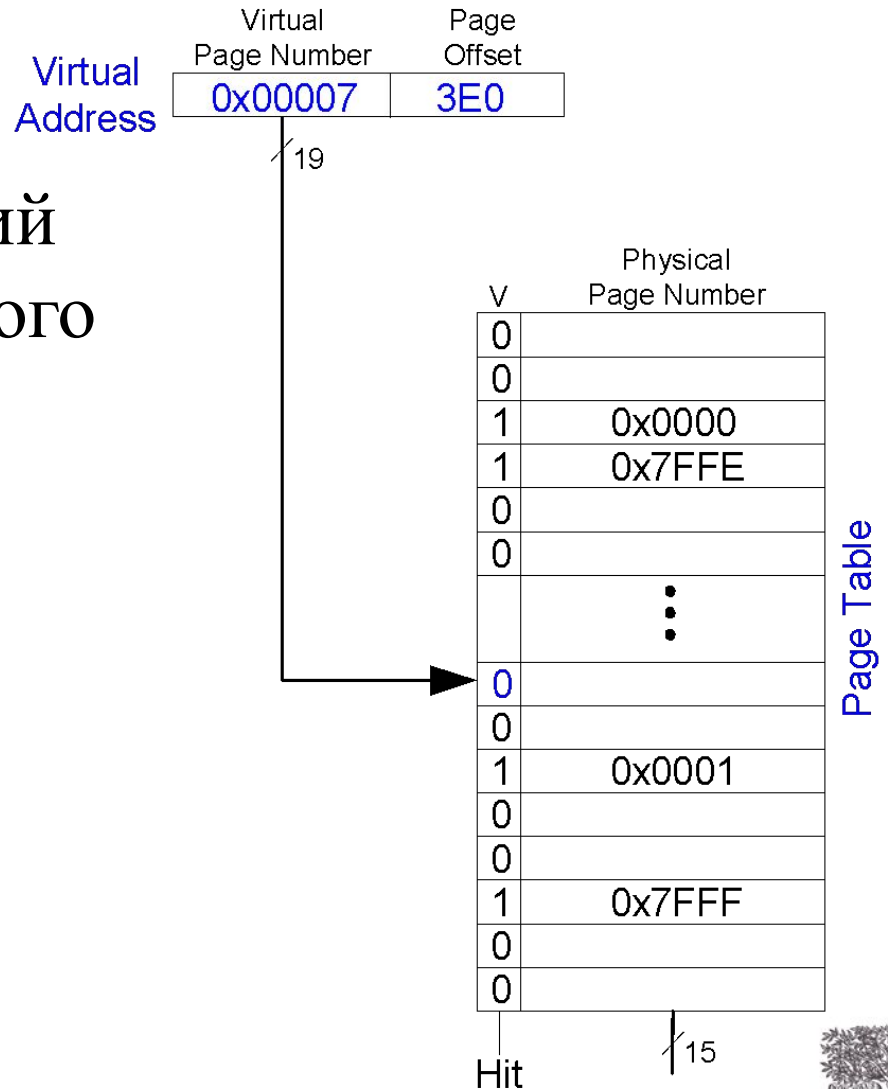 Virtual
Page Number
Page
Offset
Virtual
Address
0x00007
3E0
19
ий
ого
V
Physical
Page Number
0
0
1 0x0000
1 0x7FFE
0
0
0
0
1 0x0001
0
0
1 0x7FFF
0
0
Page Table
Hit
15